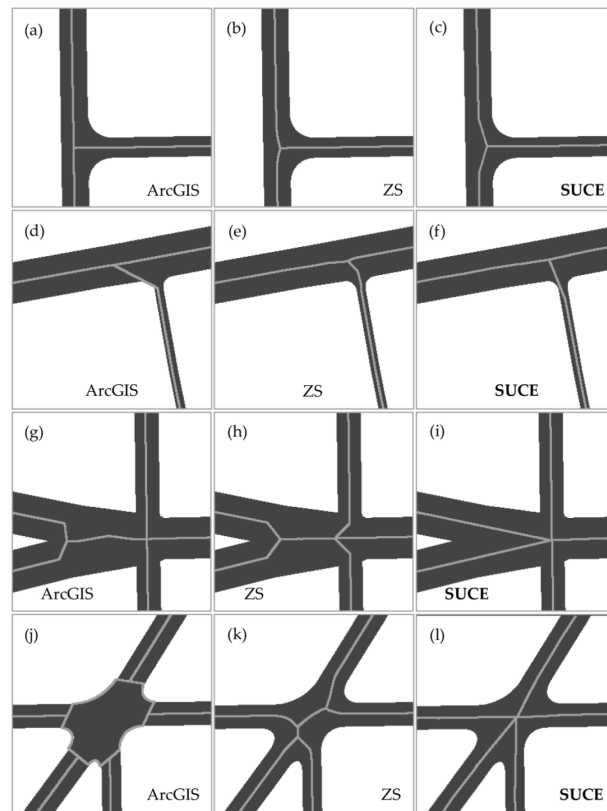 (a) (b) (c)
ArcGIS ZS SUCE
(d) (e) (f)
ArcGIS ZS SUCE
(g) (h) (i)
ArcGIS ZS SUCE
(j) (k) (l)
ArcGIS ZS SUCE